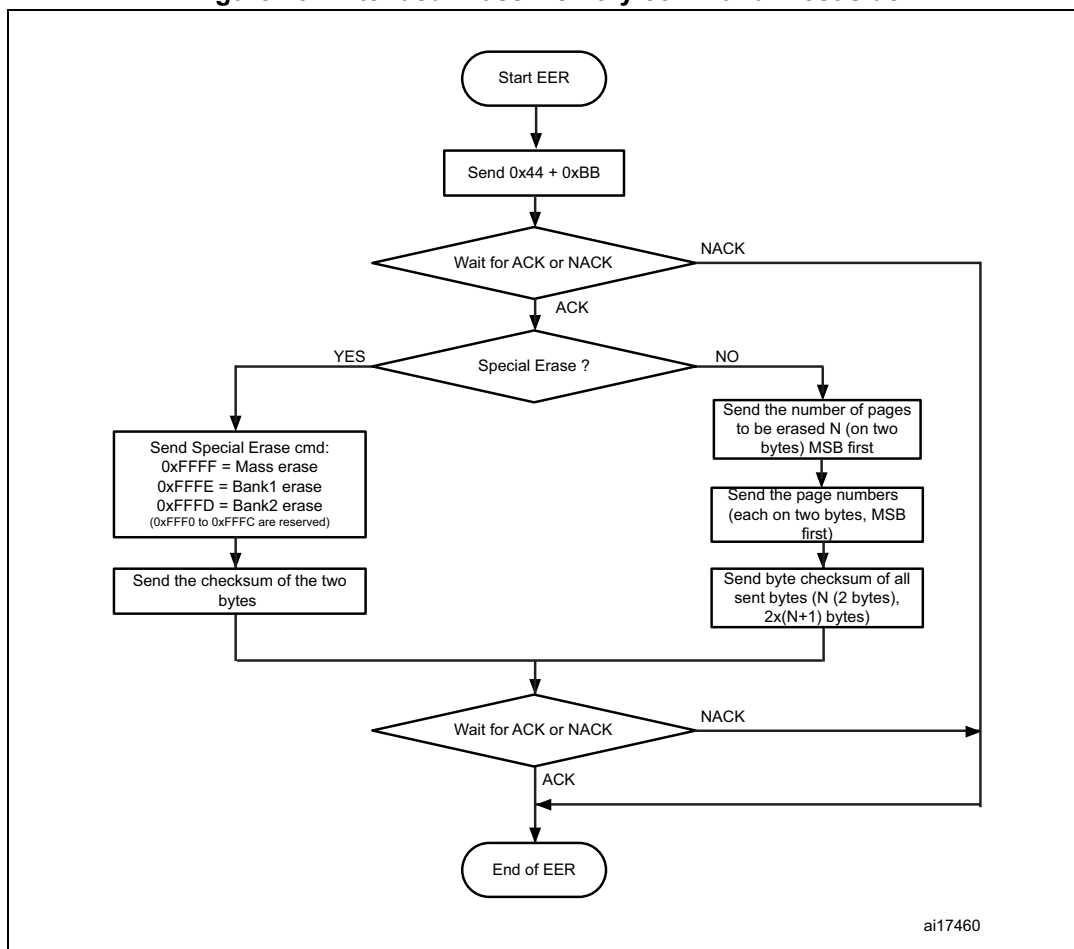 Start EER
Send 0x44 + 0xBB
Wait for ACK or NACK
NACK
ACK
Special Erase ?
YES
NO
Send Special Erase cmd:
0xFFFF = Mass erase
0xFFFE = Bank1 erase
0xFFFD = Bank2 erase
(0xFFF0 to 0xFFFC are reserved)
Send the checksum of the two
bytes
Send the number of pages
to be erased N (on two
bytes) MSB first
Send the page numbers
(each on two bytes, MSB
first)
Send byte checksum of all
sent bytes (N (2 bytes),
2x(N+1) bytes)
Wait for ACK or NACK
NACK
ACK
End of EER
ai17460